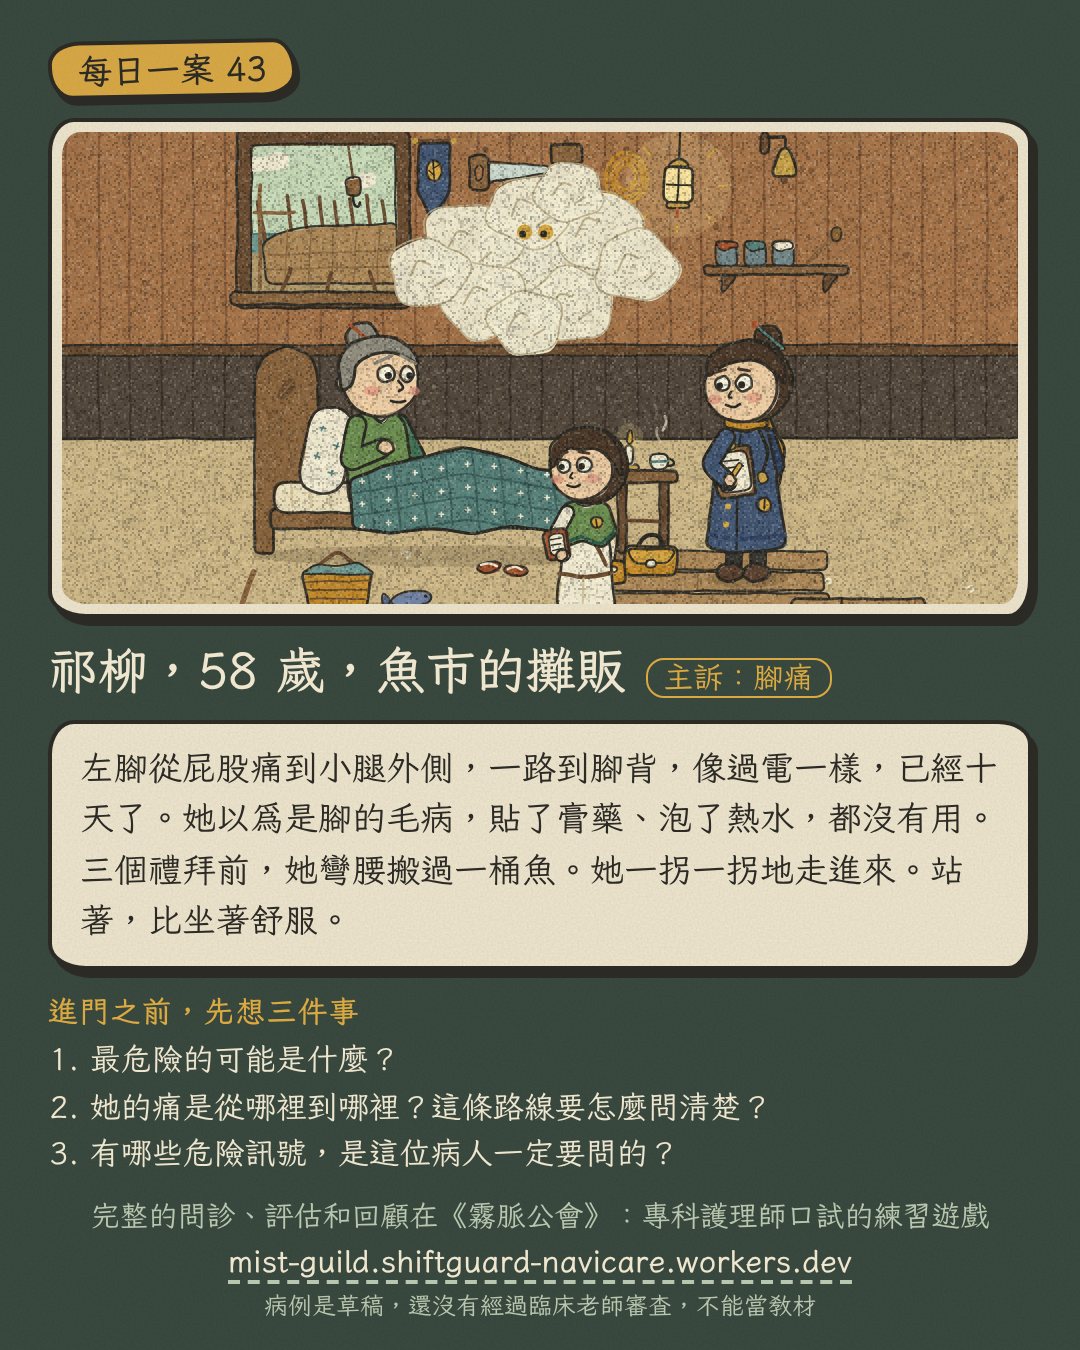 每日一案 43
祁柳，58 歲，魚市的攤販
主訴：腳痛
左腳從屁股痛到小腿外側，一路到腳背，像過電一樣，已經十
天了。她以為是腳的毛病，貼了膏藥、泡了熱水，都沒有用。
三個禮拜前，她彎腰搬過一桶魚。她一拐一拐地走進來。站
著，比坐著舒服。
進門之前，先想三件事
1. 最危險的可能是什麼？
2. 她的痛是從哪裡到哪裡？這條路線要怎麼問清楚？
3. 有哪些危險訊號，是這位病人一定要問的？
完整的問診、評估和回顧在《霧脈公會》：專科護理師口試的練習遊戲
mist-guild.shiftguard-navicare.workers.dev
病例是草稿，還沒有經過臨床老師審查，不能當教材